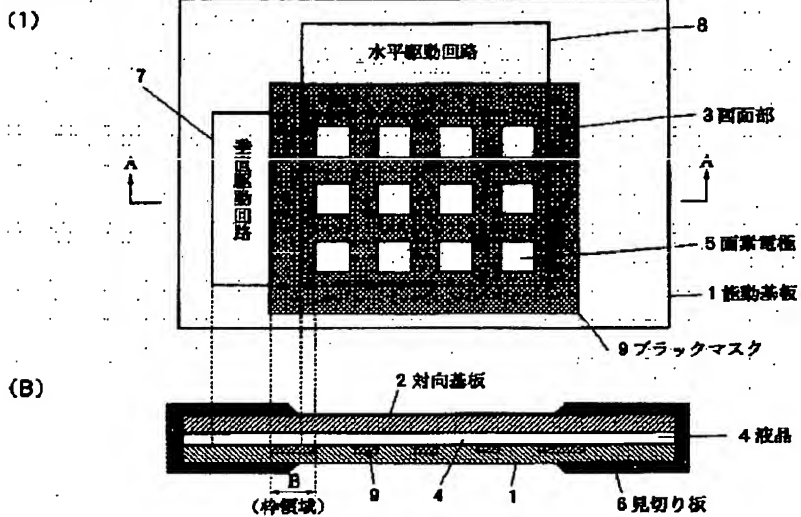 (1)
8
水平駆動回路
7
3 画面部
垂直駆動回路
A
A
5 画素電極
1 能動基板
9 ブラックマスク
(B)
2 対向基板
4 液晶
B
(枠領域)
9
4
1
6 見切り板